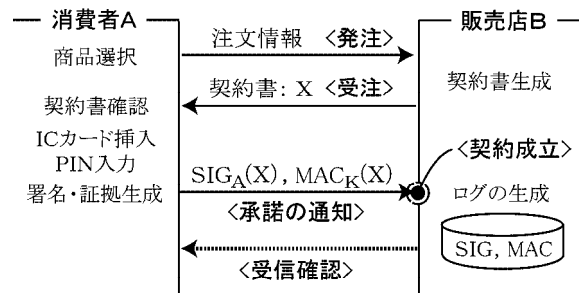 消費者A
販売店B
商品選択
注文情報 <発注>
契約書生成
契約書: X <受注>
契約書確認
ICカード挿入
PIN入力
署名・証拠生成
SIG_A(X), MAC_K(X)
<承諾の通知>
<契約成立>
ログの生成
SIG, MAC
<受信確認>